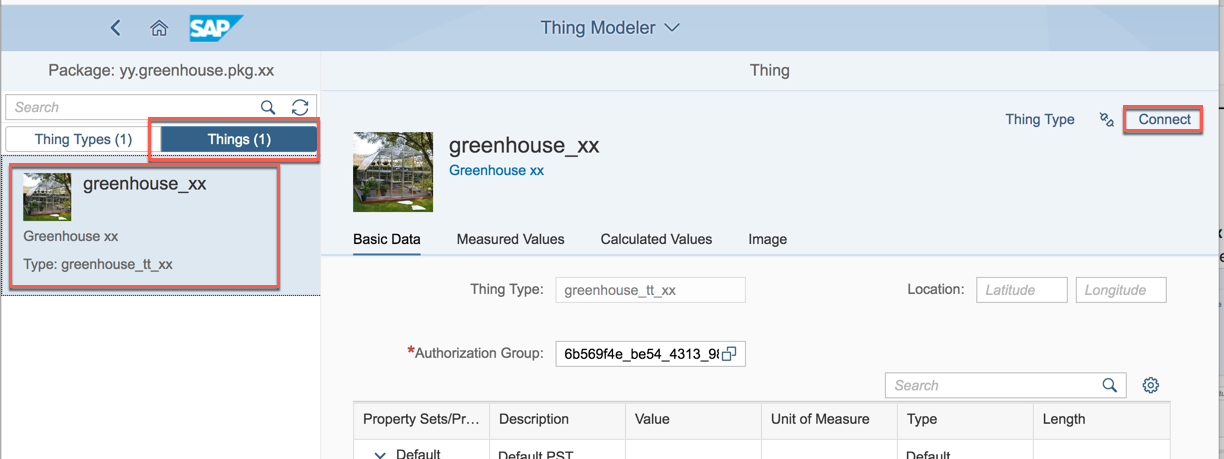 SAP
Thing Modeler
Package: yy.greenhouse.pkg.xx
Thing
Search
Thing Types (1)
Things (1)
greenhouse_xx
Greenhouse xx
Type: greenhouse_tt_xx
greenhouse_xx
Greenhouse xx
Thing Type
Connect
Basic Data
Measured Values
Calculated Values
Image
Thing Type:
greenhouse_tt_xx
Location:
Latitude
Longitude
*Authorization Group:
6b569f4e_be54_4313_98
Search
Property Sets/Pr... Description Value Unit of Measure Type Length
Default Default PST Default